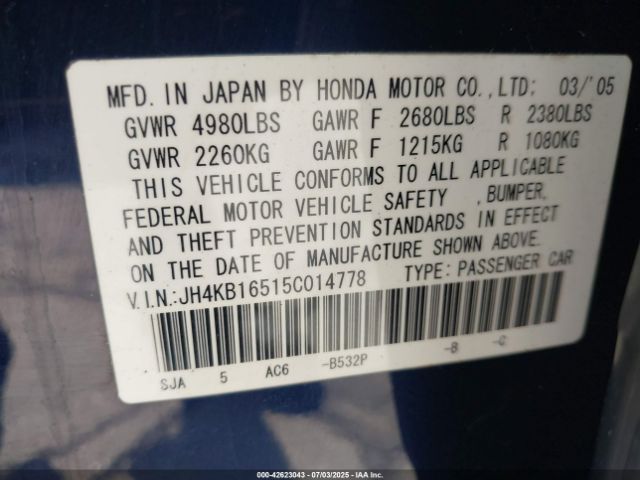 MFD. IN JAPAN BY HONDA MOTOR CO., LTD: 03/'05
GVWR 4980LBS GAWR F 2680LBS R 2380LBS
GVWR 2260KG GAWR F 1215KG R 1080KG
THIS VEHICLE CONFORMS TO ALL APPLICABLE
FEDERAL MOTOR VEHICLE SAFETY , BUMPER,
AND THEFT PREVENTION STANDARDS IN EFFECT
ON THE DATE OF MANUFACTURE SHOWN ABOVE.
V.I.N.:JH4KB16515C014778 TYPE: PASSENGER CAR
SJA 5 AC6 -B532P -B -C
000-42623043 - 07/03/2025 - IAAI.com